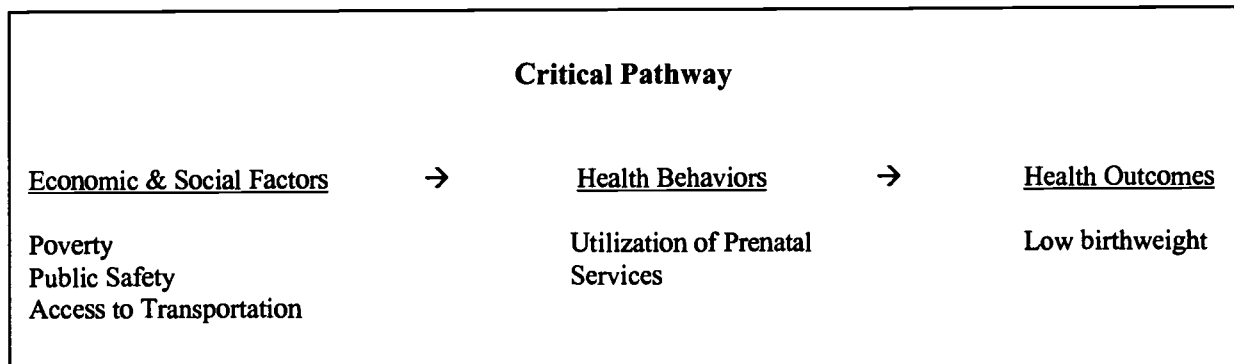 Critical Pathway
Economic & Social Factors → Health Behaviors → Health Outcomes
Poverty
Public Safety
Access to Transportation
Utilization of Prenatal
Services
Low birthweight